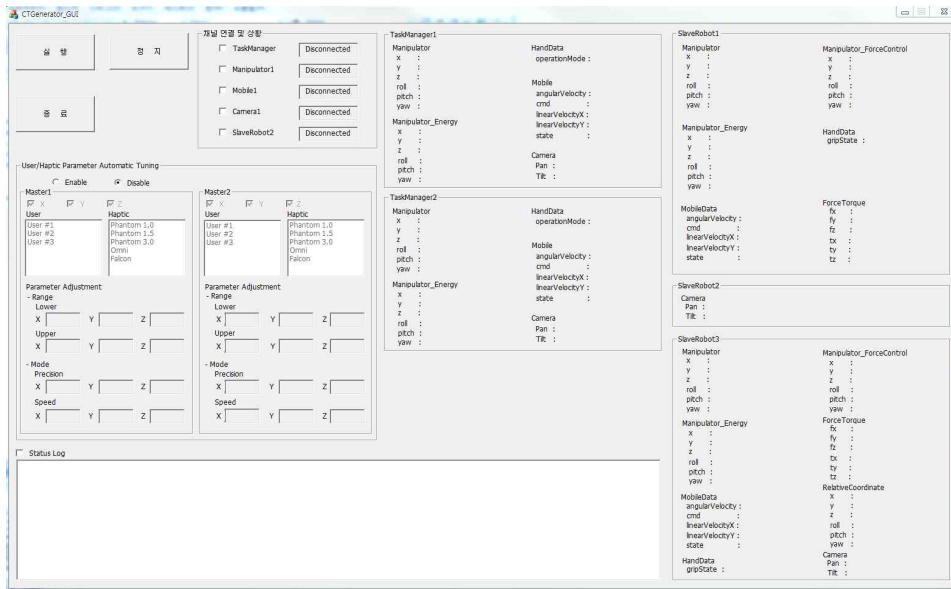 CTGenerator_GUI
실 행
정 지
종 료
채널 연결 및 상황
TaskManager Disconnected
Manipulator1 Disconnected
Mobile1 Disconnected
Camera1 Disconnected
SlaveRobot2 Disconnected
User/Haptic Parameter Automatic Tuning
Enable Disable
Master1
X Y Z
User Haptic
User #1
User #2
User #3
Phantom 1.0
Phantom 1.5
Phantom 3.0
Omni
Falcon
Parameter Adjustment
- Range
Lower
X Y Z
Upper
X Y Z
- Mode
Precision
X Y Z
Speed
X Y Z
Master2
X Y Z
User Haptic
User #1
User #2
User #3
Phantom 1.0
Phantom 1.5
Phantom 3.0
Omni
Falcon
Parameter Adjustment
- Range
Lower
X Y Z
Upper
X Y Z
- Mode
Precision
X Y Z
Speed
X Y Z
Status Log
TaskManager1
Manipulator
x :
y :
z :
roll :
pitch :
yaw :
Manipulator_Energy
x :
y :
z :
roll :
pitch :
yaw :
HandData
operationMode :
Mobile
angularVelocity :
cmd :
linearVelocityX :
linearVelocityY :
state :
Camera
Pan :
Tilt :
TaskManager2
Manipulator
x :
y :
z :
roll :
pitch :
yaw :
Manipulator_Energy
x :
y :
z :
roll :
pitch :
yaw :
HandData
operationMode :
Mobile
angularVelocity :
cmd :
linearVelocityX :
linearVelocityY :
state :
Camera
Pan :
Tilt :
SlaveRobot1
Manipulator
x :
y :
z :
roll :
pitch :
yaw :
Manipulator_Energy
x :
y :
z :
roll :
pitch :
yaw :
MobileData
angularVelocity :
cmd :
linearVelocityX :
linearVelocityY :
state :
Manipulator_ForceControl
x :
y :
z :
roll :
pitch :
yaw :
HandData
gripState :
ForceTorque
fx :
fy :
fz :
tx :
ty :
tz :
SlaveRobot2
Camera
Pan :
Tilt :
SlaveRobot3
Manipulator
x :
y :
z :
roll :
pitch :
yaw :
Manipulator_Energy
x :
y :
z :
roll :
pitch :
yaw :
MobileData
angularVelocity :
cmd :
linearVelocityX :
linearVelocityY :
state :
HandData
gripState :
Manipulator_ForceControl
x :
y :
z :
roll :
pitch :
yaw :
ForceTorque
fx :
fy :
fz :
tx :
ty :
tz :
RelativeCoordinate
x :
y :
z :
roll :
pitch :
yaw :
Camera
Pan :
Tilt :